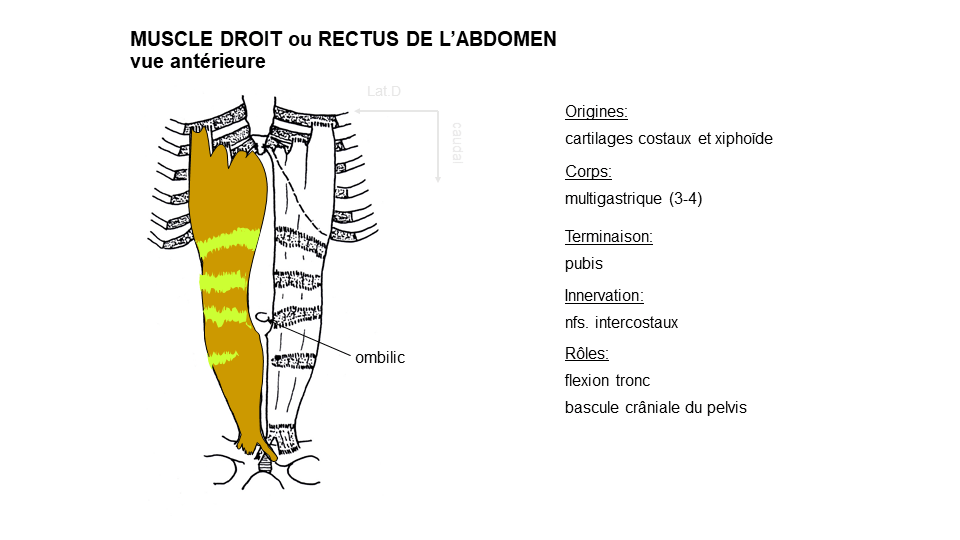 MUSCLE DROIT ou RECTUS DE L'ABDOMEN
vue antérieure
Lat.D
caudal
ombilic
Origines:
cartilages costaux et xiphoïde
Corps:
multigastrique (3-4)
Terminaison:
pubis
Innervation:
nfs. intercostaux
Rôles:
flexion tronc
bascule crâniale du pelvis